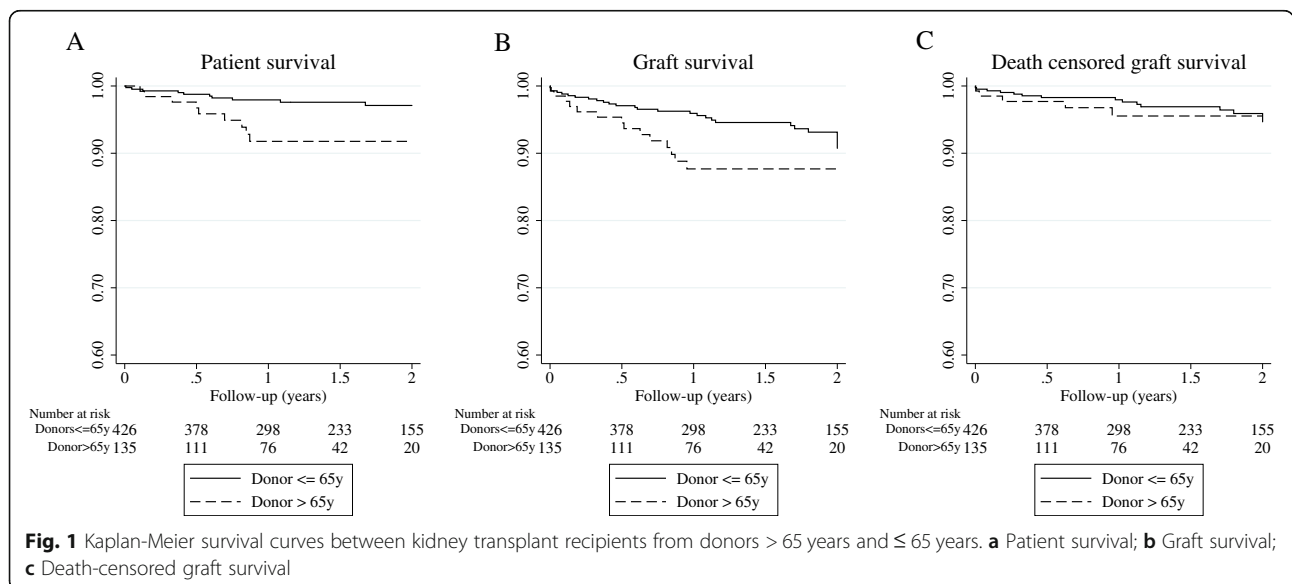 A
Patient survival
1.00
0.90
0.80
0.70
0.60
0 .5 1 1.5 2
Follow-up (years)
Number at risk
Donors<=65y 426 378 298 233 155
Donor>65y 135 111 76 42 20
Donor <= 65y
Donor > 65y
B
Graft survival
1.00
0.90
0.80
0.70
0.60
0 .5 1 1.5 2
Follow-up (years)
Number at risk
Donors<=65y 426 378 298 233 155
Donor>65y 135 111 76 42 20
Donor <= 65y
Donor > 65y
C
Death censored graft survival
1.00
0.90
0.80
0.70
0.60
0 .5 1 1.5 2
Follow-up (years)
Number at risk
Donors<=65y 426 378 298 233 155
Donor>65y 135 111 76 42 20
Donor <= 65y
Donor > 65y
Fig. 1 Kaplan-Meier survival curves between kidney transplant recipients from donors > 65 years and ≤ 65 years. a Patient survival; b Graft survival;
c Death-censored graft survival